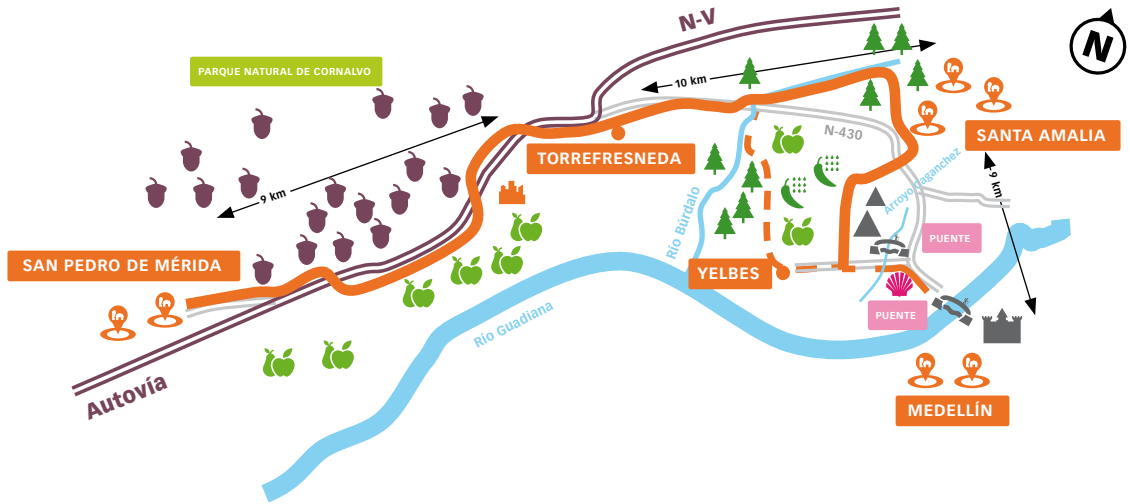 N-V
N
PARQUE NATURAL DE CORNALVO
10 km
N-430
SANTA AMALIA
TORREFRESNEDA
9 km
9 km
Arroyo Caganchez
Río Búrdalo
PUENTE
SAN PEDRO DE MÉRIDA
YELBES
PUENTE
Río Guadiana
Autovía
MEDELLÍN